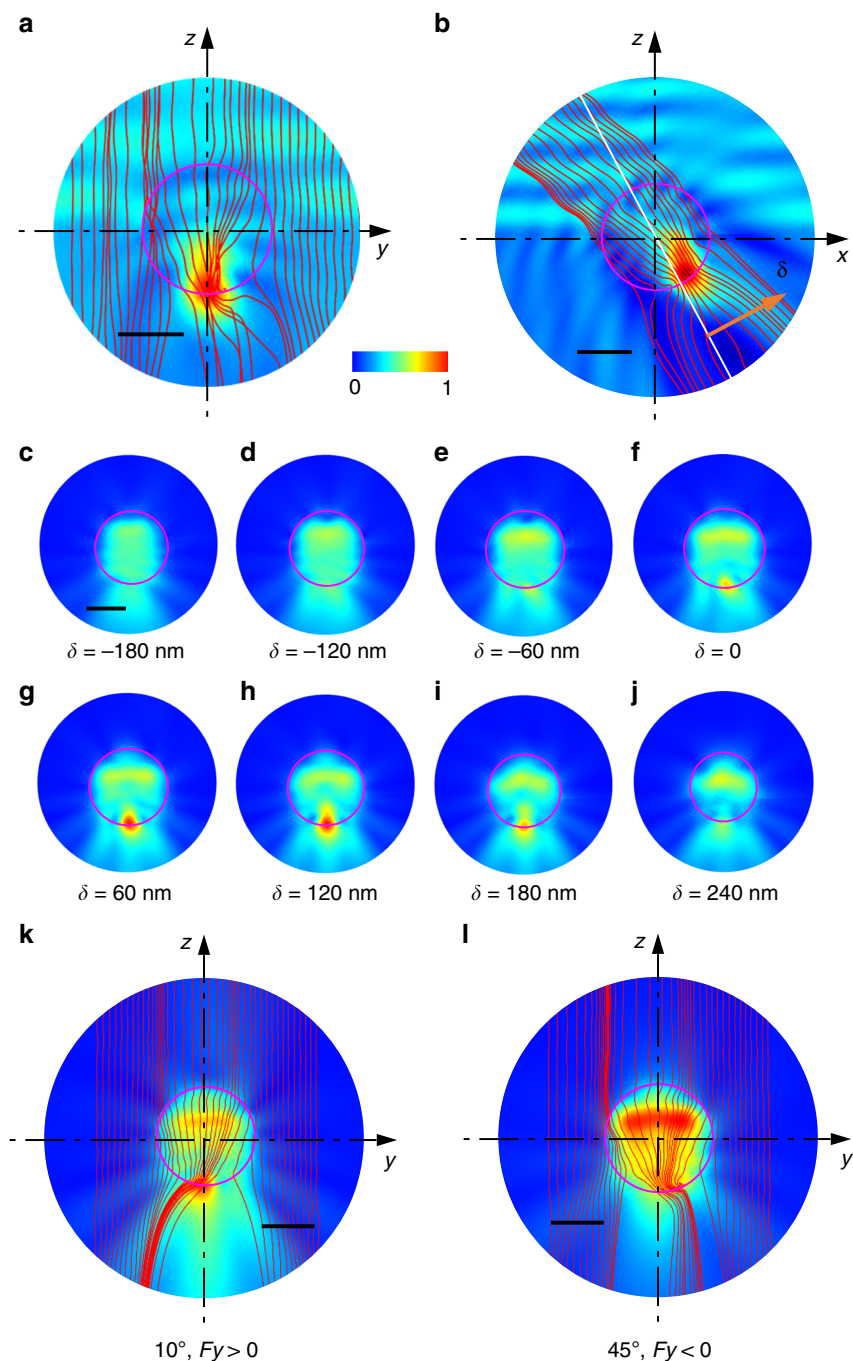 a
z
y
b
z
x
δ
0 1
c d e f
δ = –180 nm δ = –120 nm δ = –60 nm δ = 0
g h i j
δ = 60 nm δ = 120 nm δ = 180 nm δ = 240 nm
k
z
y
10°, Fy > 0
l
z
y
45°, Fy < 0